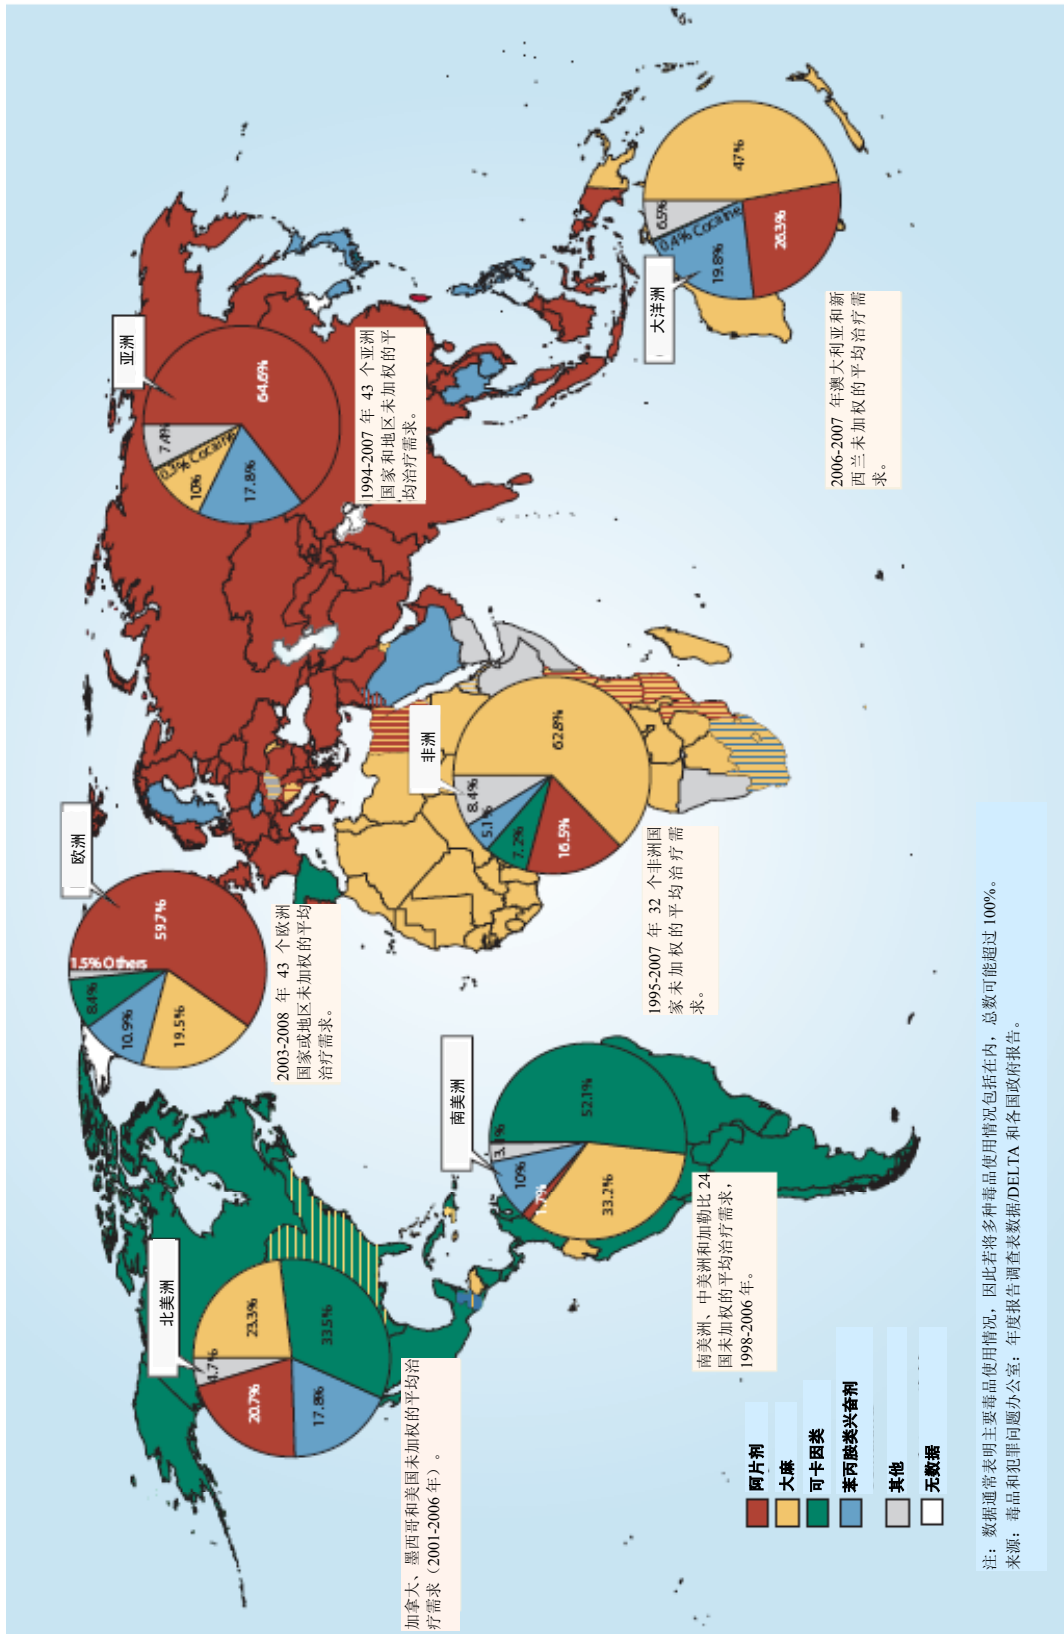 北美洲
4.7%
23.3%
20.7%
33.5%
17.8%
加拿大、墨西哥和美国未加权的平均治
疗需求（2001-2006 年）。
欧洲
1.5% Others
8.4%
59.7%
10.9%
19.5%
2003-2008 年 43 个欧洲
国家或地区未加权的平均
治疗需求。
亚洲
7.4%
0.3% Cocaine
10%
64.6%
17.8%
1994-2007 年 43 个亚洲
国家和地区未加权的平
均治疗需求。
南美洲
10%
52.1%
1.7%
33.2%
南美洲、中美洲和加勒比 24
国未加权的平均治疗需求，
1998-2006 年。
非洲
8.4%
5.1%
62.8%
7.2%
16.5%
1995-2007 年 32 个非洲国
家未加权的平均治疗需
求。
大洋洲
6.5%
0.4% Cocaine
47%
19.8%
26.3%
2006-2007 年澳大利亚和新
西兰未加权的平均治疗需
求。
阿片剂
大麻
可卡因类
苯丙胺类兴奋剂
其他
无数据
注：数据通常表明主要毒品使用情况，因此若将多种毒品使用情况包括在内，总数可能超过 100%。
来源：毒品和犯罪问题办公室：年度报告调查表数据/DELTA 和各国政府报告。